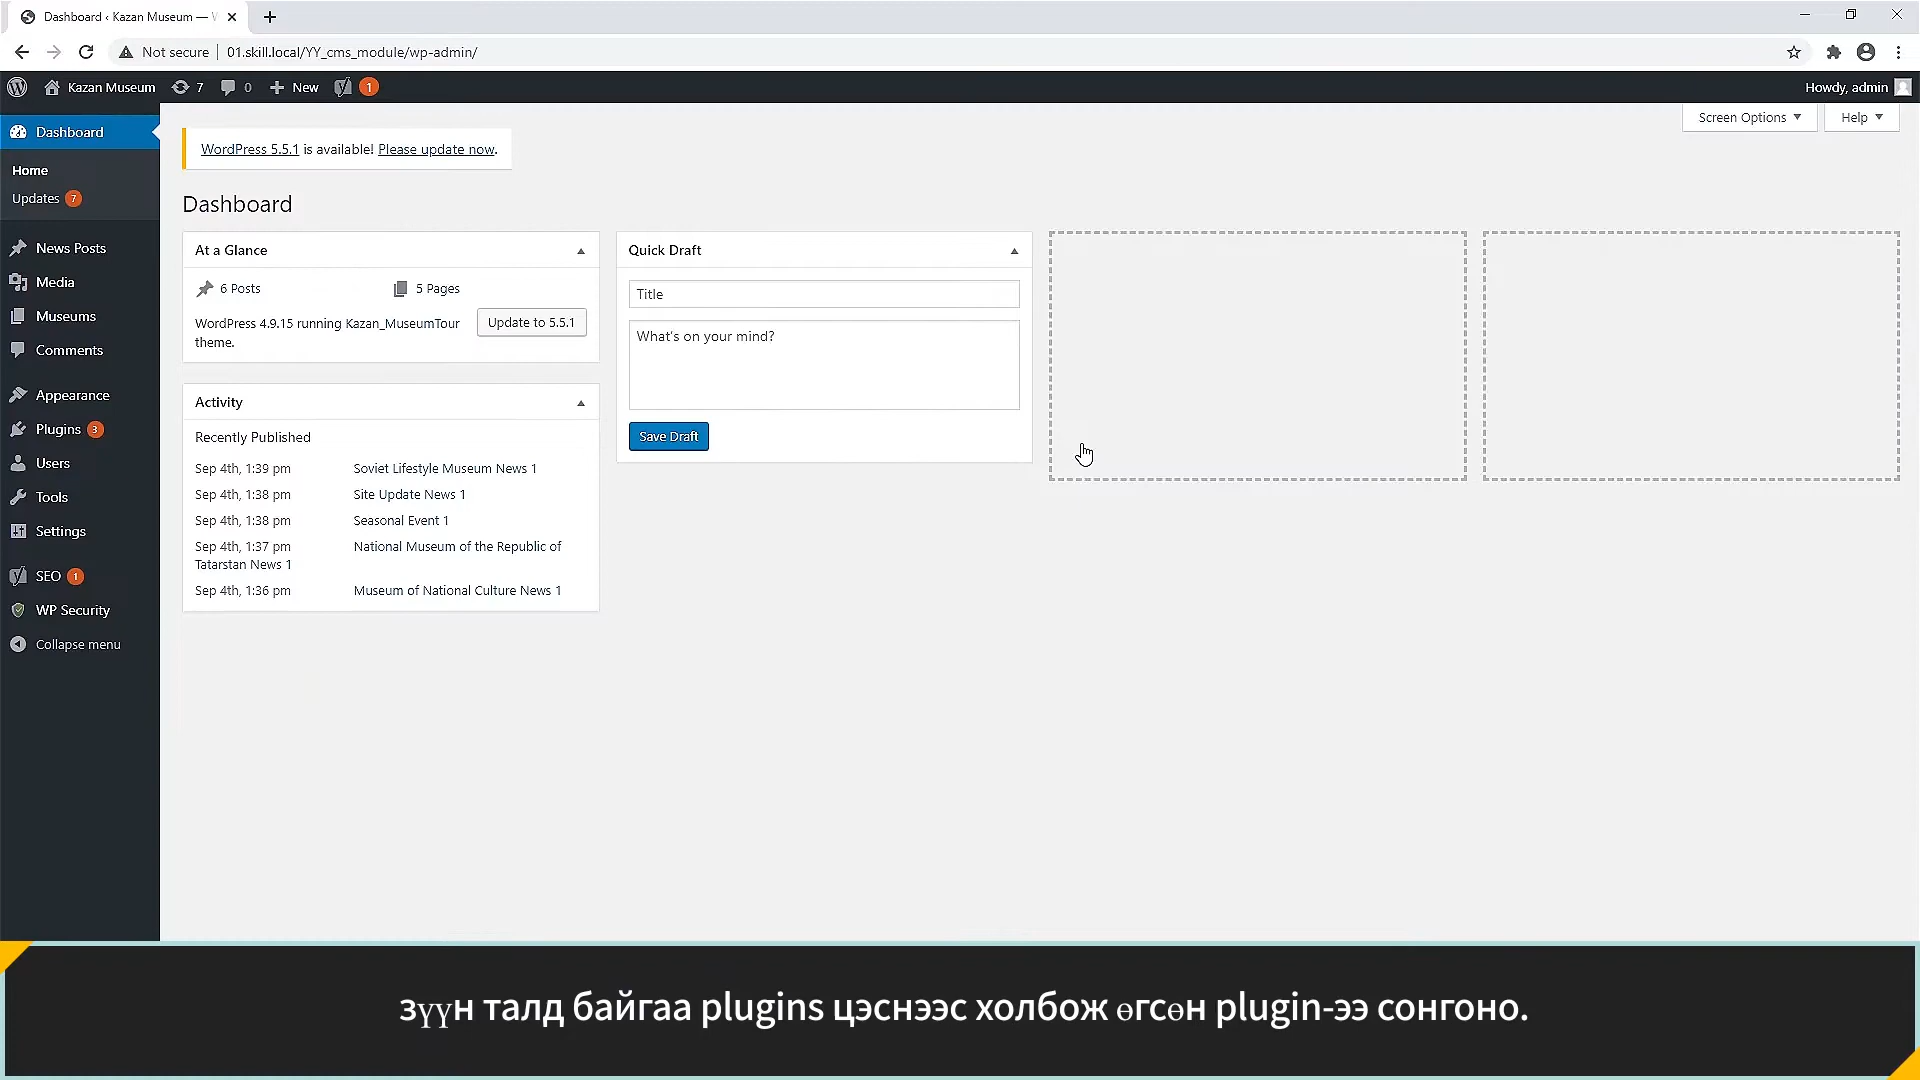 Dashboard ‹ Kazan Museum —
Not secure
01.skill.local/YY_cms_module/wp-admin/
Kazan Museum
7
0
New
1
Howdy, admin
Screen Options
Help
Dashboard
Home
Updates 7
News Posts
Media
Museums
Comments
Appearance
Plugins 3
Users
Tools
Settings
SEO 1
WP Security
Collapse menu
WordPress 5.5.1 is available! Please update now.
Dashboard
At a Glance
6 Posts
5 Pages
WordPress 4.9.15 running Kazan_MuseumTour
theme.
Update to 5.5.1
Activity
Recently Published
Sep 4th, 1:39 pm Soviet Lifestyle Museum News 1
Sep 4th, 1:38 pm Site Update News 1
Sep 4th, 1:38 pm Seasonal Event 1
Sep 4th, 1:37 pm National Museum of the Republic of
Tatarstan News 1
Sep 4th, 1:36 pm Museum of National Culture News 1
Quick Draft
Title
What's on your mind?
Save Draft
зүүн талд байгаа plugins цэснээс холбож өгсөн plugin-ээ сонгоно.